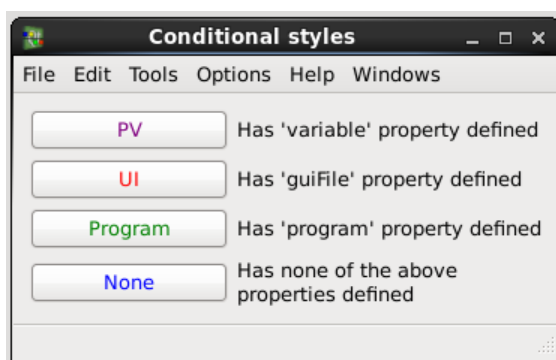 Conditional styles
File Edit Tools Options Help Windows
PV Has 'variable' property defined
UI Has 'guiFile' property defined
Program Has 'program' property defined
None Has none of the above
properties defined